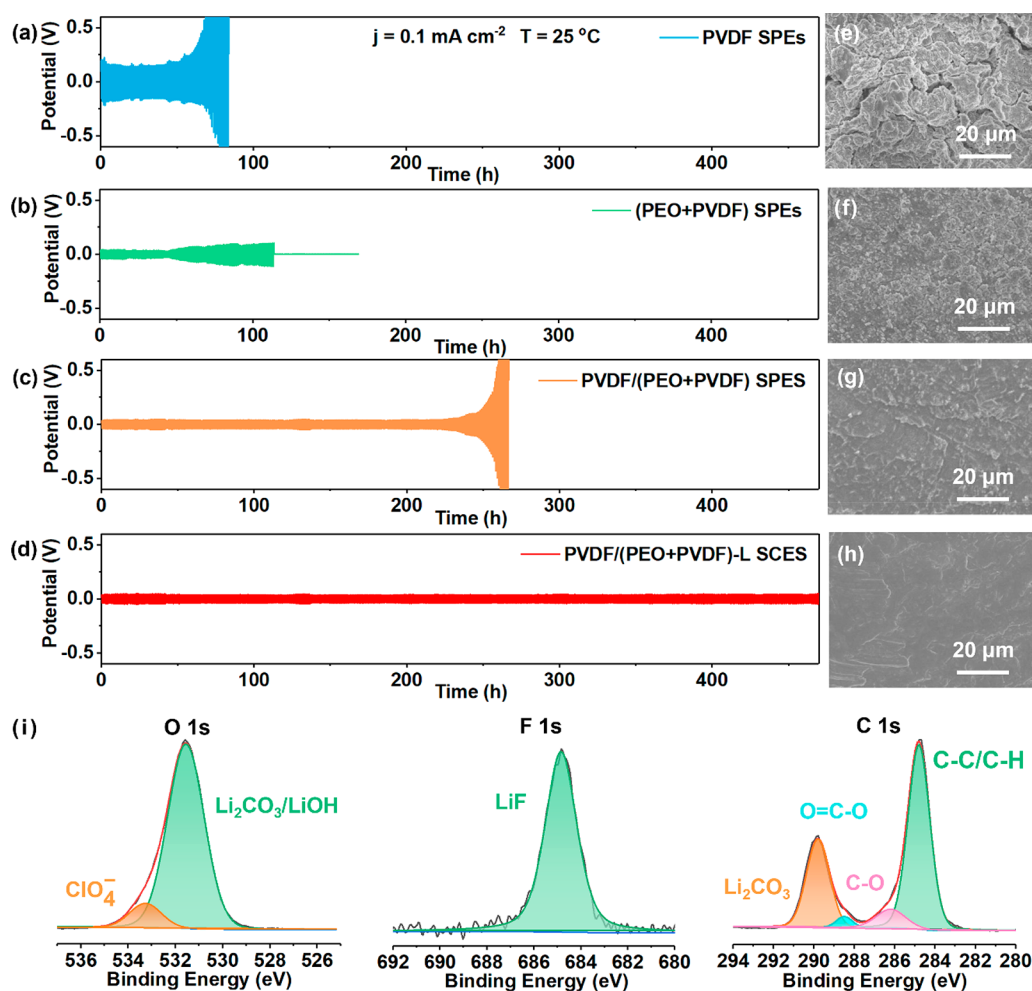 (a)
Potential (V)
0.5
0.0
-0.5
j = 0.1 mA cm⁻² T = 25 °C
PVDF SPEs
0 100 200 300 400
Time (h)
(e)
20 µm
(b)
Potential (V)
0.5
0.0
-0.5
(PEO+PVDF) SPEs
0 100 200 300 400
Time (h)
(f)
20 µm
(c)
Potential (V)
0.5
0.0
-0.5
PVDF/(PEO+PVDF) SPES
0 100 200 300 400
Time (h)
(g)
20 µm
(d)
Potential (V)
0.5
0.0
-0.5
PVDF/(PEO+PVDF)-L SCES
0 100 200 300 400
Time (h)
(h)
20 µm
(i)
O 1s
Li₂CO₃/LiOH
ClO₄⁻
536 534 532 530 528 526
Binding Energy (eV)
F 1s
LiF
692 690 688 686 684 682 680
Binding Energy (eV)
C 1s
C-C/C-H
O=C-O
Li₂CO₃
C-O
294 292 290 288 286 284 282 280
Binding Energy (eV)